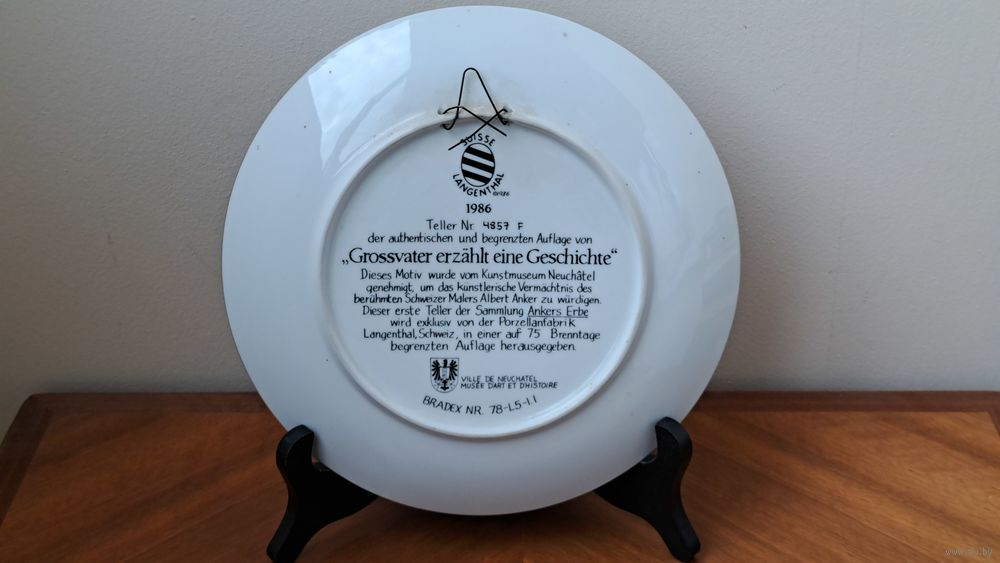 SUISSE
LANGENTHAL
1986
Teller Nr. 4857 F
der authentischen und begrenzten Auflage von
„Grossvater erzählt eine Geschichte“
Dieses Motiv wurde vom Kunstmuseum Neuchâtel
genehmigt, um das künstlerische Vermächtnis des
berühmten Schweizer Malers Albert Anker zu würdigen.
Dieser erste Teller der Sammlung Ankers Erbe
wird exklusiv von der Porzellanfabrik
Langenthal, Schweiz, in einer auf 75 Brenntage
begrenzten Auflage herausgegeben.
VILLE DE NEUCHATEL
MUSÉE D'ART ET D'HISTOIRE
BRADEX NR. 78-L5-1.1